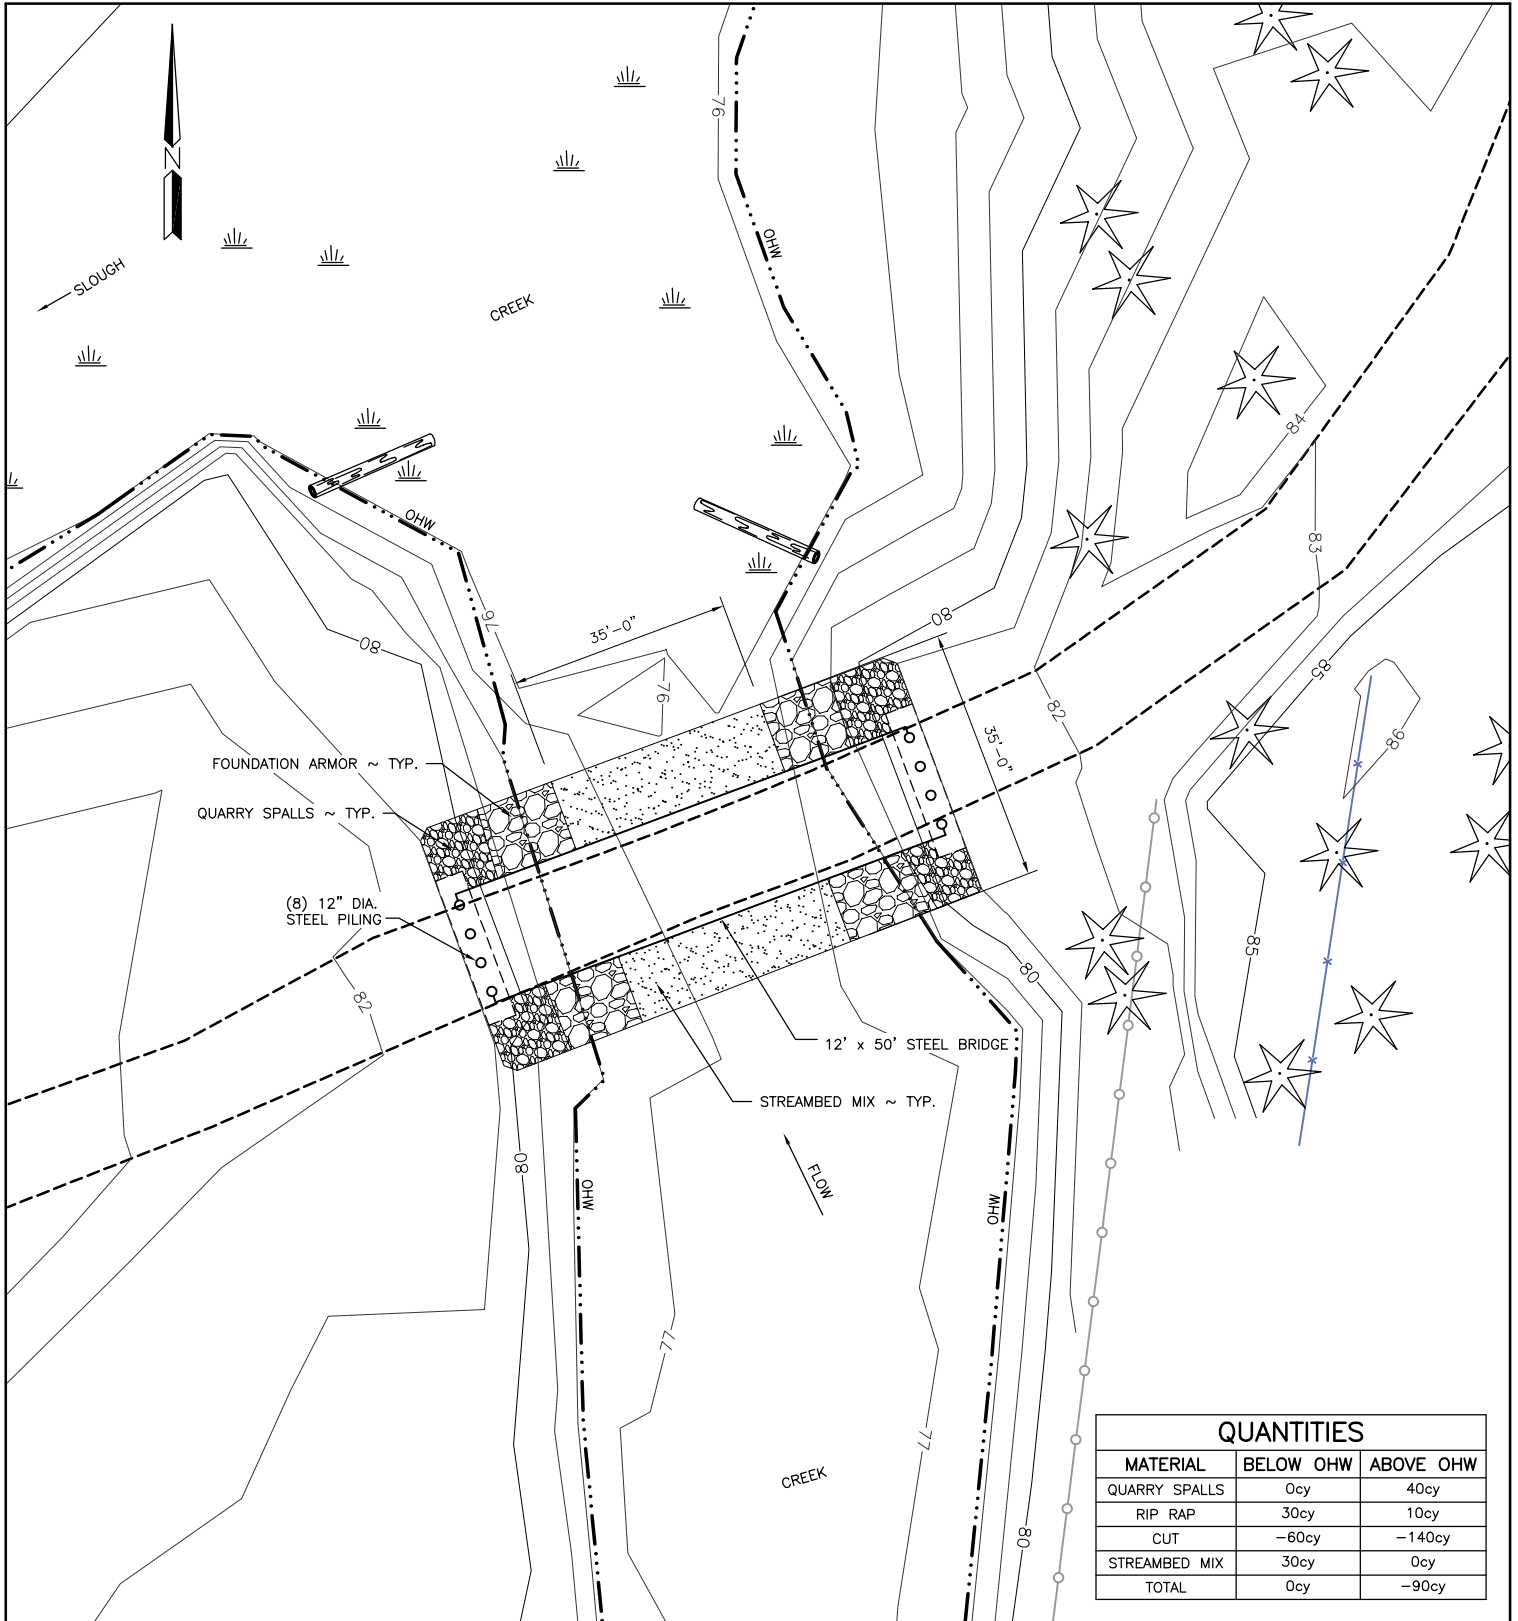 76
N
OHW
SLOUGH
CREEK
84
OHW
83
76
35'-0"
80
80
85
76
82
35'-0"
86
FOUNDATION ARMOR ~ TYP.
QUARRY SPALLS ~ TYP.
(8) 12" DIA.
STEEL PILING
85
80
82
12' x 50' STEEL BRIDGE
STREAMBED MIX ~ TYP.
80
FLOW
OHW
OHW
77
77
CREEK
80
QUANTITIES
MATERIAL BELOW OHW ABOVE OHW
QUARRY SPALLS 0cy 40cy
RIP RAP 30cy 10cy
CUT -60cy -140cy
STREAMBED MIX 30cy 0cy
TOTAL 0cy -90cy